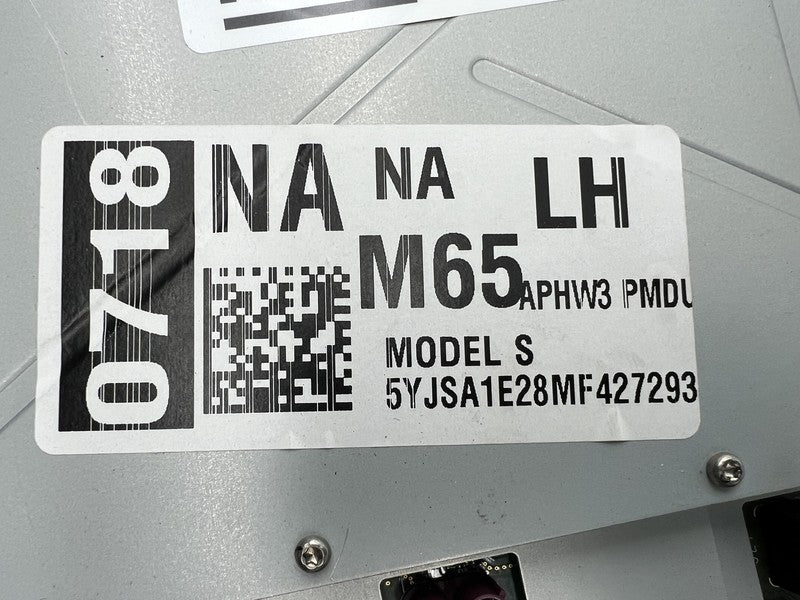 0718
NA NA LH
M65 APHW3 PMDU
MODEL S
5YJSA1E28MF427293